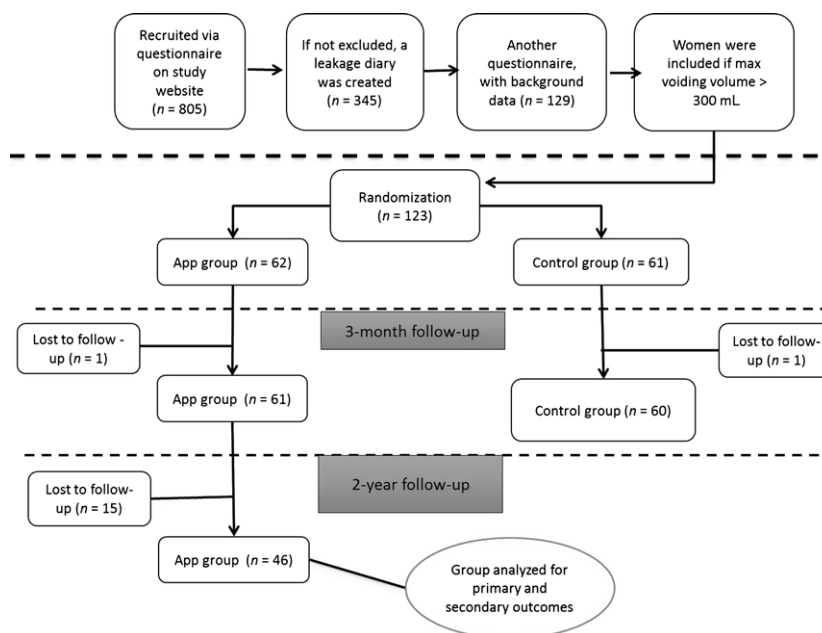 Recruited via
questionnaire
on study
website
(n = 805)
If not excluded, a
leakage diary
was created
(n = 345)
Another
questionnaire,
with background
data (n = 129)
Women were
included if max
voiding volume >
300 mL
Randomization
(n = 123)
App group (n = 62)
Control group (n = 61)
3-month follow-up
Lost to follow -
up (n = 1)
Lost to follow-
up (n = 1)
App group (n = 61)
Control group (n = 60)
2-year follow-up
Lost to follow-
up (n = 15)
App group (n = 46)
Group analyzed for
primary and
secondary outcomes